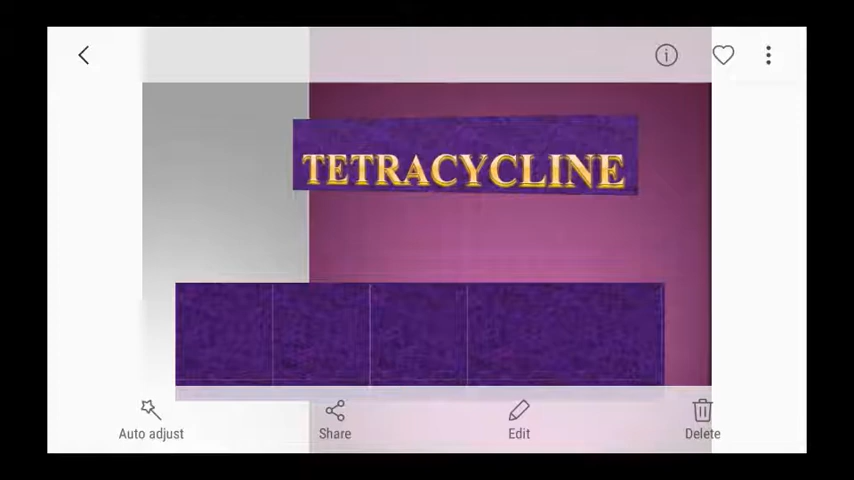 TETRACYCLINE
Auto adjust
Share
Edit
Delete